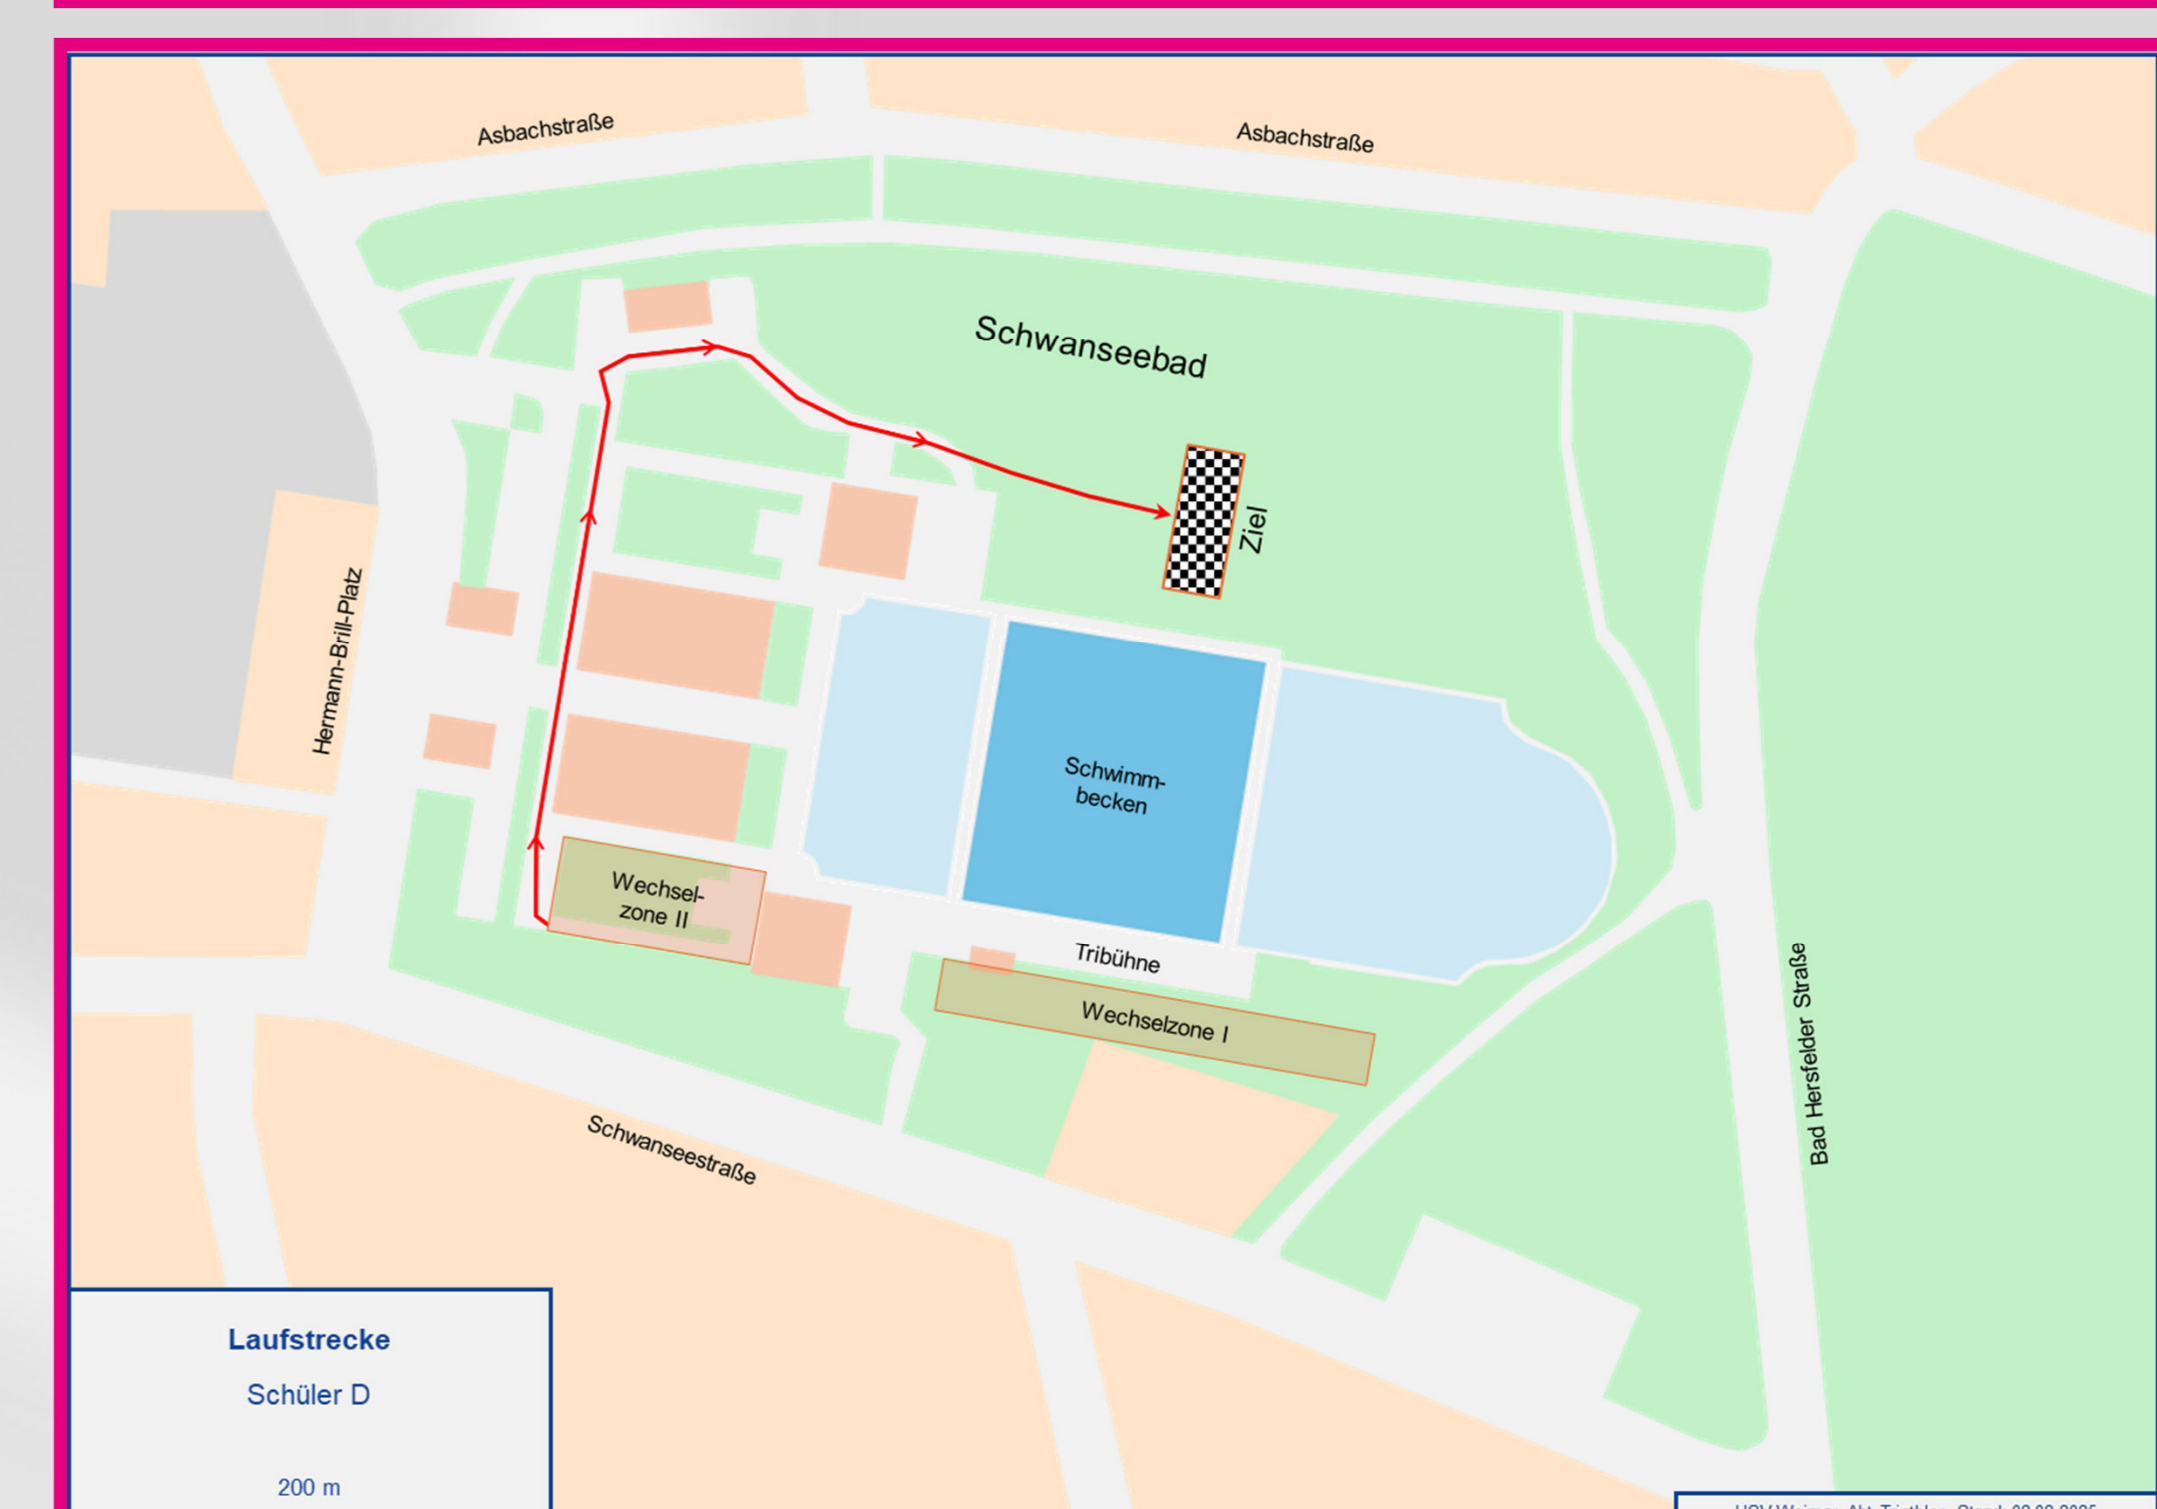 Asbachstraße
Asbachstraße
Schwanseebad
Ziel
Hermann-Brill-Platz
Schwimm-
becken
Wechsel-
zone II
Tribühne
Wechselzone I
Bad Hersfelder Straße
Schwanseestraße
Laufstrecke
Schüler D
200 m